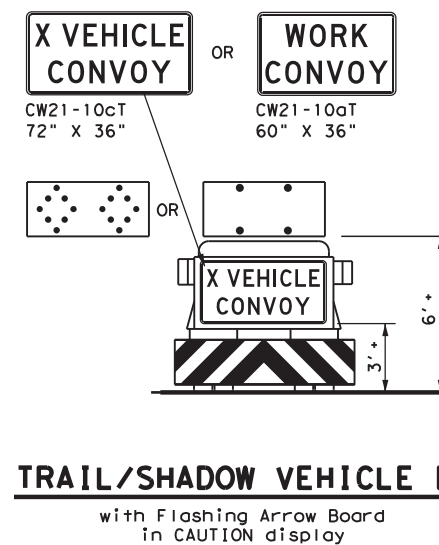 X VEHICLE
CONVOY
OR
WORK
CONVOY
CW21-10cT
72" X 36"
CW21-10aT
60" X 36"
OR
X VEHICLE
CONVOY
6' +
3' +
TRAIL/SHADOW VEHICLE
with Flashing Arrow Board
in CAUTION display